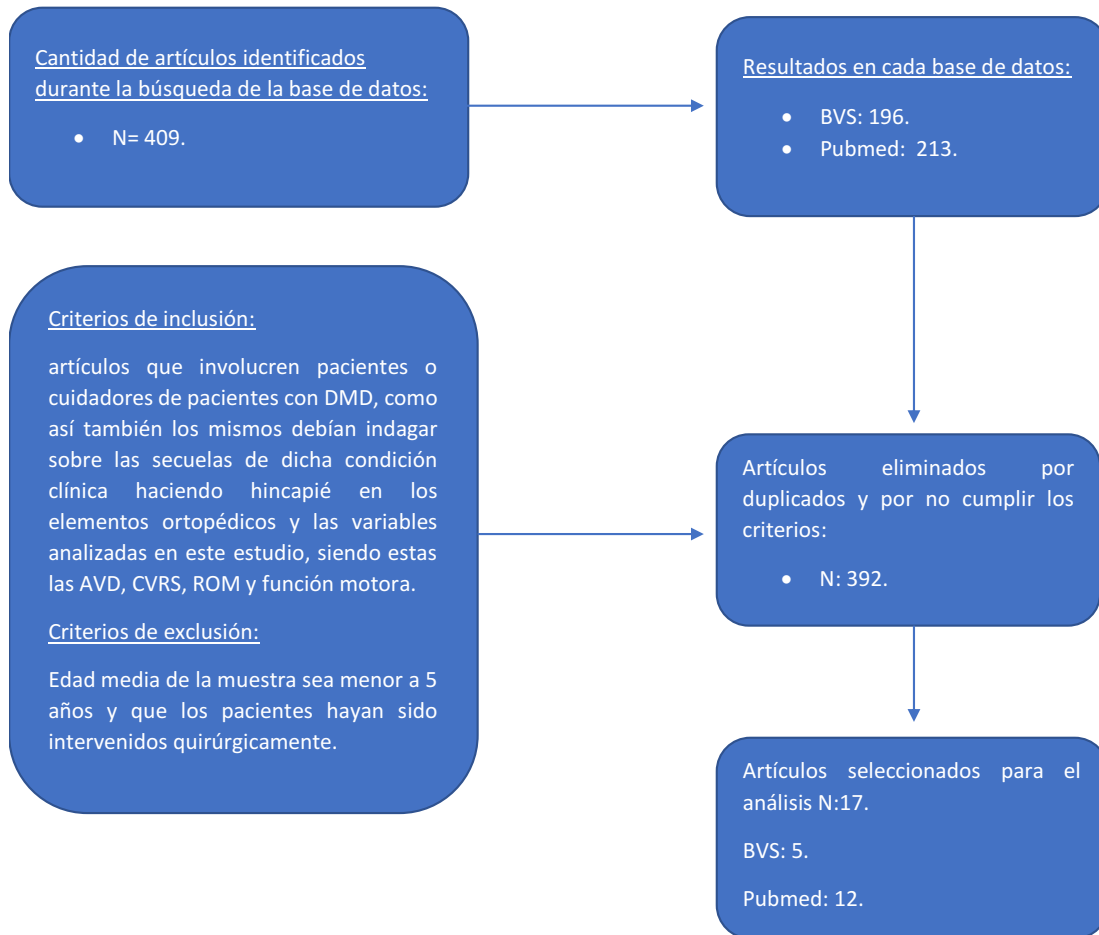 Cantidad de artículos identificados
durante la búsqueda de la base de datos:
• N= 409.
Resultados en cada base de datos:
• BVS: 196.
• Pubmed: 213.
Criterios de inclusión:
artículos que involucren pacientes o
cuidadores de pacientes con DMD, como
así también los mismos debían indagar
sobre las secuelas de dicha condición
clínica haciendo hincapié en los
elementos ortopédicos y las variables
analizadas en este estudio, siendo estas
las AVD, CVRS, ROM y función motora.
Criterios de exclusión:
Edad media de la muestra sea menor a 5
años y que los pacientes hayan sido
intervenidos quirúrgicamente.
Artículos eliminados por
duplicados y por no cumplir los
criterios:
• N: 392.
Artículos seleccionados para el
análisis N:17.
BVS: 5.
Pubmed: 12.